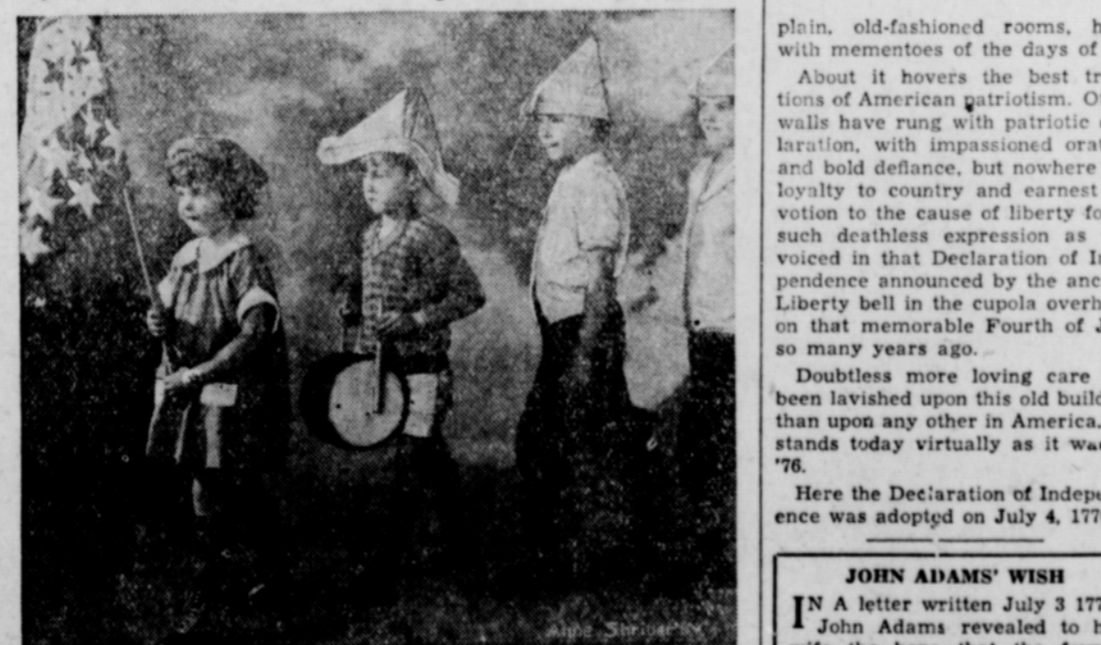 plain, old-fashioned rooms, h
with mementoes of the days of
About it hovers the best tr
tions of American patriotism. O
walls have rung with patriotic
laration, with impassioned orat
and bold defiance, but nowhere
loyalty to country and earnest
votion to the cause of liberty fo
such deathless expression as
voiced in that Declaration of I
pendence announced by the anc
Liberty bell in the cupola overh
on that memorable Fourth of J
so many years ago.
Doubtless more loving care
been lavished upon this old build
than upon any other in America.
stands today virtually as it wa
'76.
Here the Declaration of Indepe
ence was adopted on July 4, 177
JOHN ADAMS' WISH
IN A letter written July 3 177
John Adams revealed to h